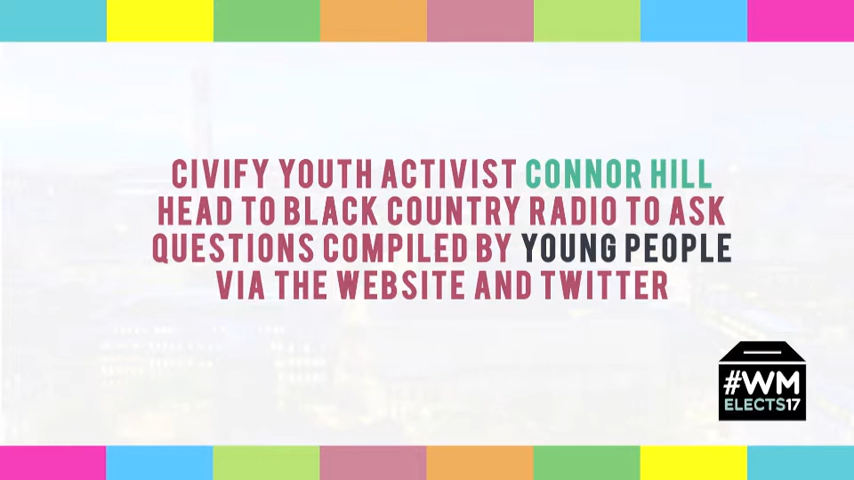 CIVIFY YOUTH ACTIVIST CONNOR HILL
HEAD TO BLACK COUNTRY RADIO TO ASK
QUESTIONS COMPILED BY YOUNG PEOPLE
VIA THE WEBSITE AND TWITTER
#WM
ELECTS17